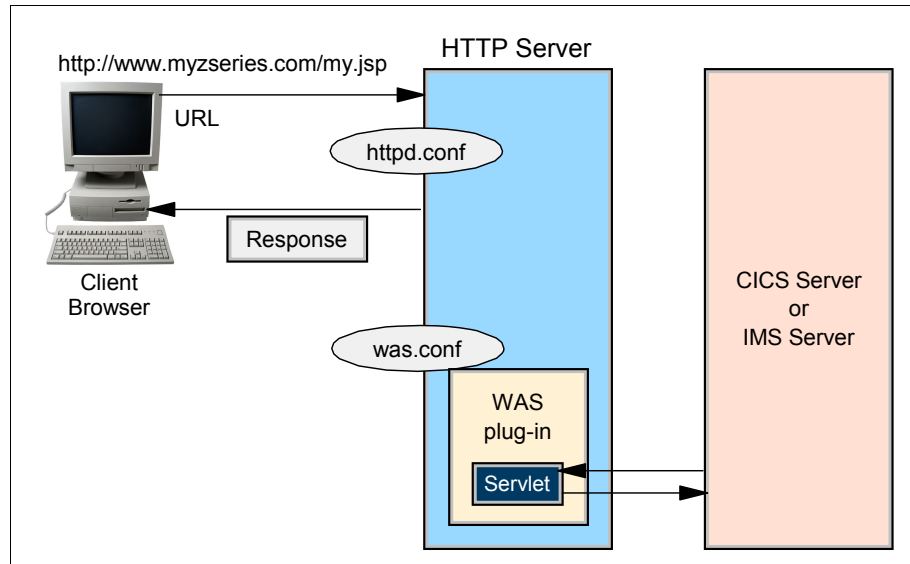 HTTP Server
http://www.myzseries.com/my.jsp
URL
httpd.conf
Response
Client
Browser
CICS Server
or
IMS Server
was.conf
WAS
plug-in
Servlet